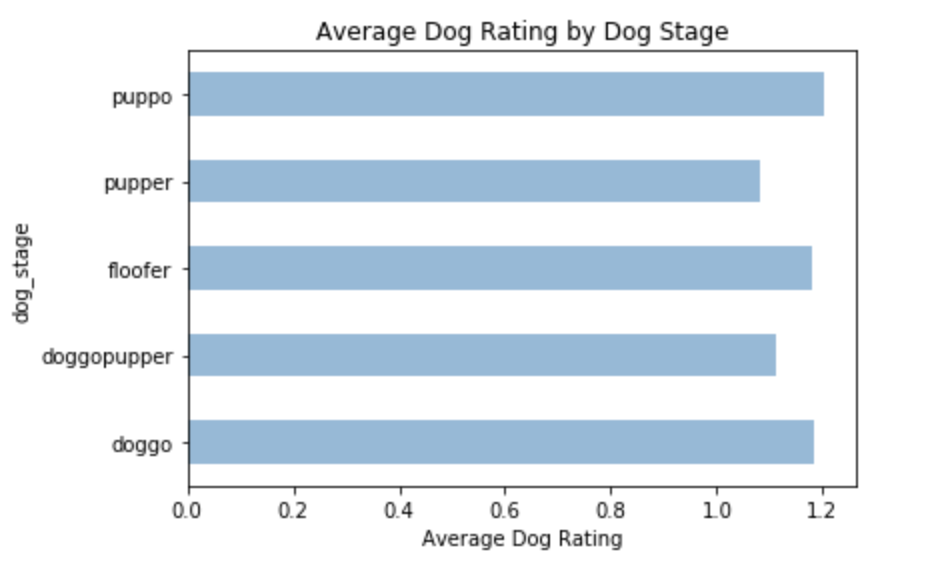 Average Dog Rating by Dog Stage
dog_stage
puppo
pupper
floofer
doggopupper
doggo
0.0 0.2 0.4 0.6 0.8 1.0 1.2
Average Dog Rating